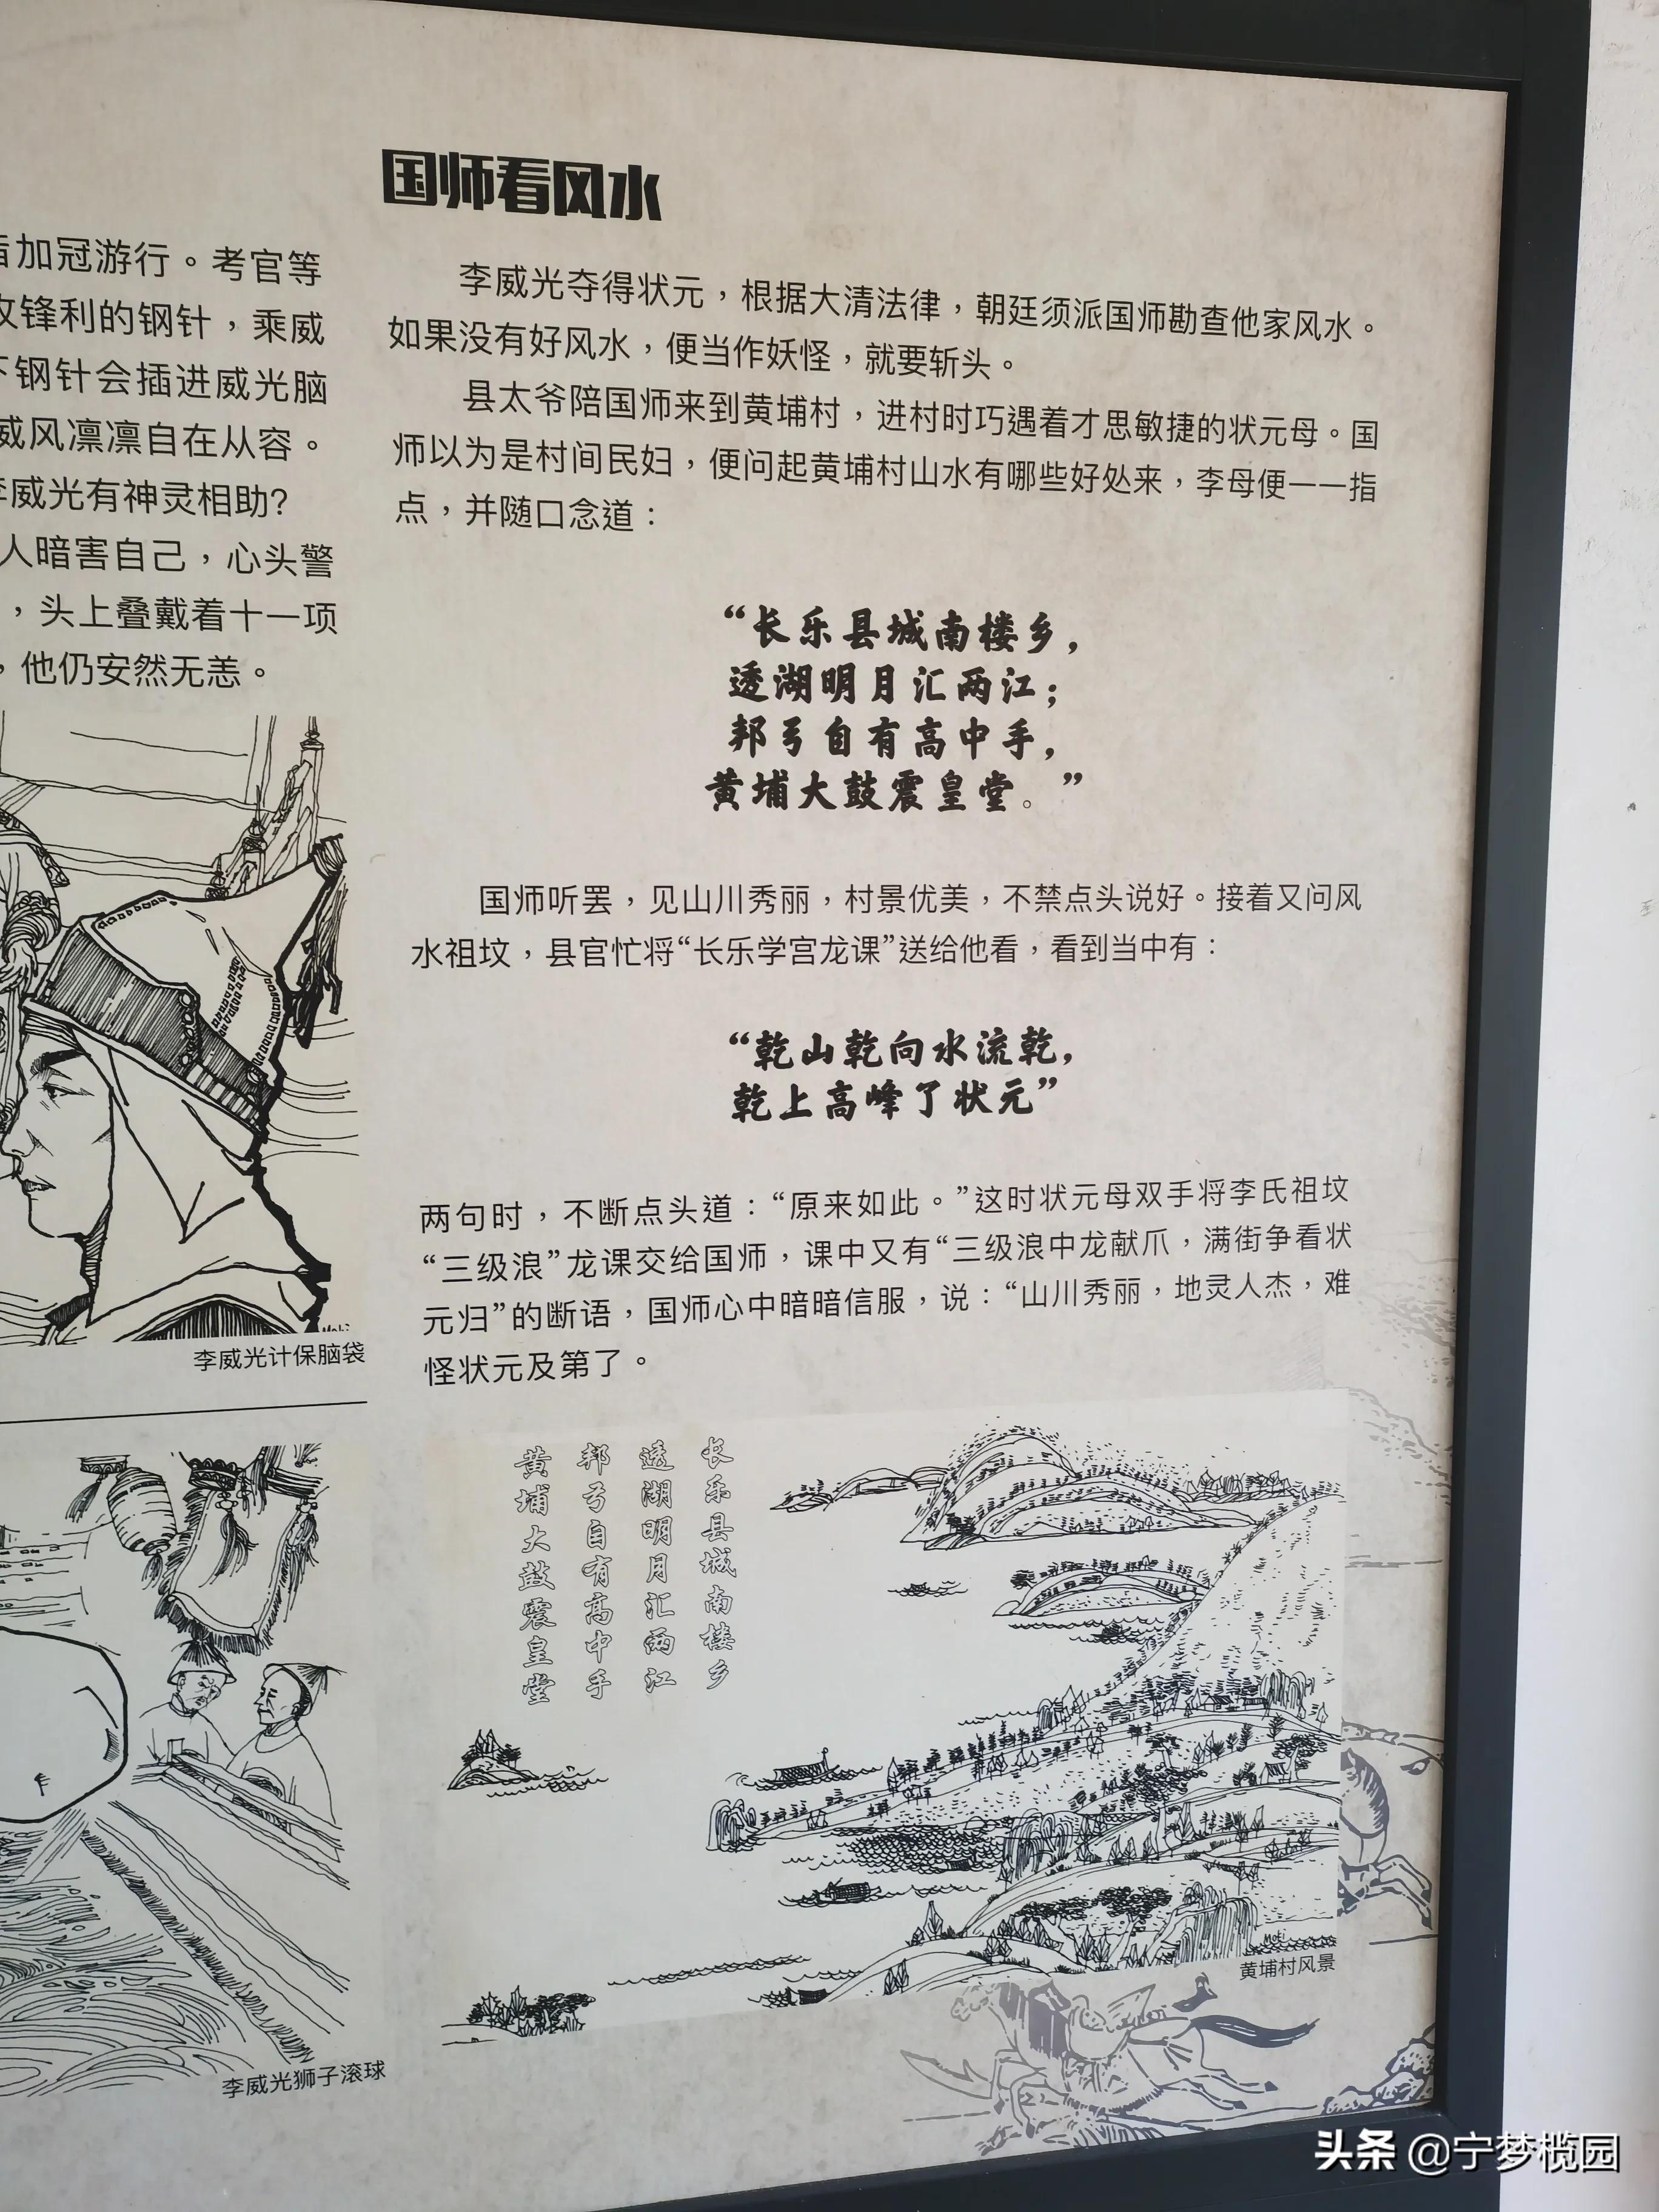 加冠游行。考官等
锋利的钢针，乘威
钢针会插进威光脑
威风凛凛自在从容。
李威光有神灵相助？
人暗害自己，心头警
，头上叠戴着十一项
，他仍安然无恙。
李威光计保脑袋
李威光狮子滚球
国师看风水
李威光夺得状元，根据大清法律，朝廷须派国师勘查他家风水。
如果没有好风水，便当作妖怪，就要斩头。
县太爷陪国师来到黄埔村，进村时巧遇着才思敏捷的状元母。国
师以为是村间民妇，便问起黄埔村山水有哪些好处来，李母便一一指
点，并随口念道：
“长乐县城南楼乡，
透湖明月汇两江；
邦弓自有高中手，
黄埔大鼓震皇堂。”
国师听罢，见山川秀丽，村景优美，不禁点头说好。接着又问风
水祖坟，县官忙将“长乐学宫龙课”送给他看，看到当中有：
“乾山乾向水流乾，
乾上高峰了状元”
两句时，不断点头道：“原来如此。”这时状元母双手将李氏祖坟
“三级浪”龙课交给国师，课中又有“三级浪中龙献爪，满街争看状
元归”的断语，国师心中暗暗信服，说：“山川秀丽，地灵人杰，难
怪状元及第了。
长乐县城南楼乡
透湖明月汇两江
邦弓自有高中手
黄埔大鼓震皇堂
Moki
黄埔村风景
头条 @宁梦榄园